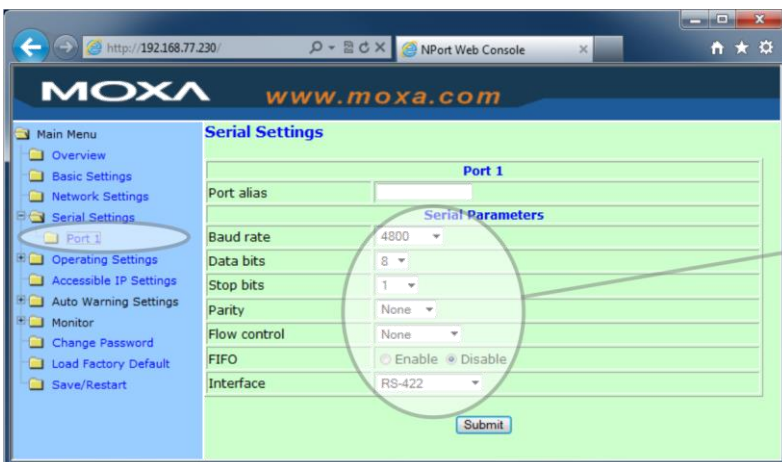 http://192.168.77.230/
NPort Web Console
MOXA www.moxa.com
Main Menu
Overview
Basic Settings
Network Settings
Serial Settings
Port 1
Operating Settings
Accessible IP Settings
Auto Warning Settings
Monitor
Change Password
Load Factory Default
Save/Restart
Serial Settings
Port 1
Port alias
Serial Parameters
Baud rate 4800
Data bits 8
Stop bits 1
Parity None
Flow control None
FIFO Enable Disable
Interface RS-422
Submit